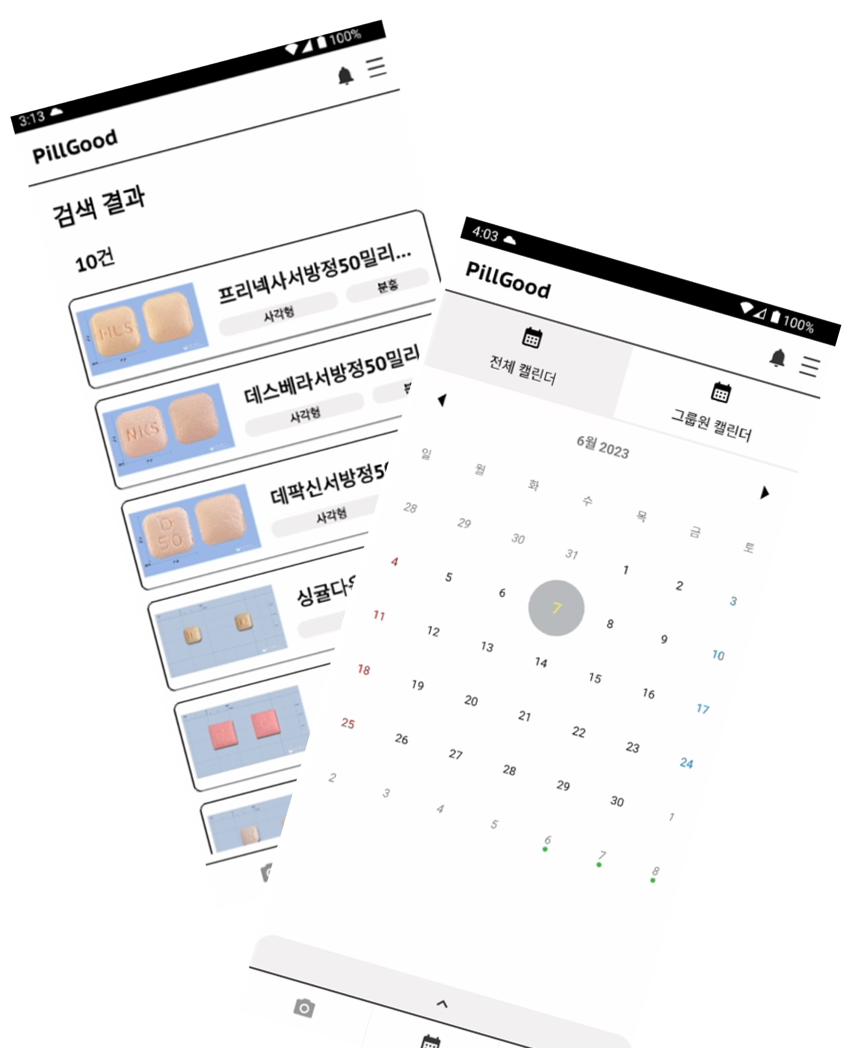 3:13
100%
PillGood
검색 결과
10건
프리넥사서방정50밀리...
사각형
분홍
MLS
데스베라서방정50밀리
사각형
NKS
데팍신서방정50
사각형
D
50
싱귤다
4:03
100%
PillGood
전체 캘린더
그룹원 캘린더
6월 2023
일 월 화 수 목 금 토
28 29 30 31 1 2 3
4 5 6 7 8 9 10
11 12 13 14 15 16 17
18 19 20 21 22 23 24
25 26 27 28 29 30 1
2 3 4 5 6 7 8